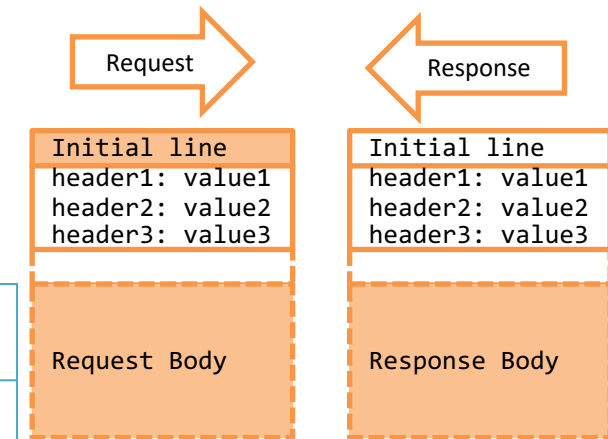 Request
Response
Initial line
header1: value1
header2: value2
header3: value3
Request Body
Initial line
header1: value1
header2: value2
header3: value3
Response Body